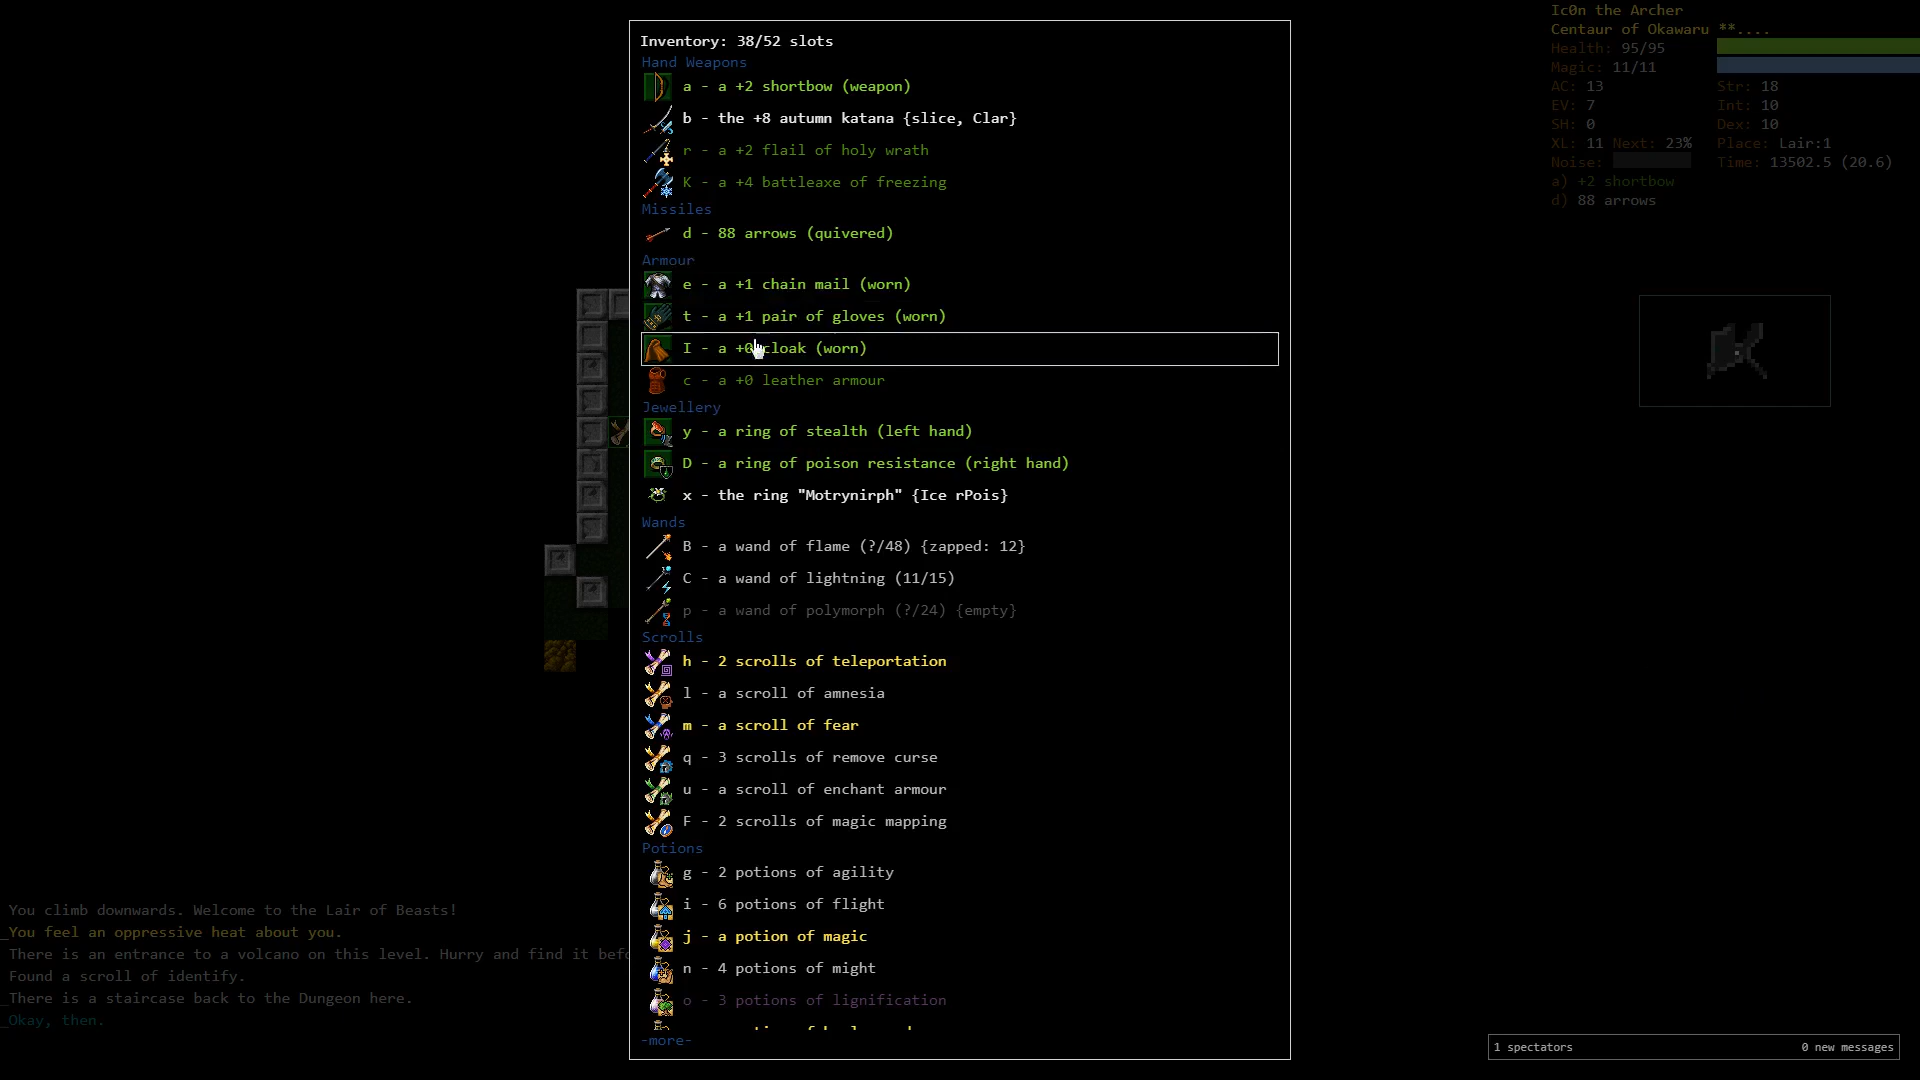 Inventory: 38/52 slots
Hand Weapons
a - a +2 shortbow (weapon)
b - the +8 autumn katana {slice, Clar}
r - a +2 flail of holy wrath
K - a +4 battleaxe of freezing
Missiles
d - 88 arrows (quivered)
Armour
e - a +1 chain mail (worn)
t - a +1 pair of gloves (worn)
I - a +0 cloak (worn)
c - a +0 leather armour
Jewellery
y - a ring of stealth (left hand)
D - a ring of poison resistance (right hand)
x - the ring "Motrynirph" {Ice rPois}
Wands
B - a wand of flame (?/48) {zapped: 12}
C - a wand of lightning (11/15)
p - a wand of polymorph (?/24) {empty}
Scrolls
h - 2 scrolls of teleportation
l - a scroll of amnesia
m - a scroll of fear
q - 3 scrolls of remove curse
u - a scroll of enchant armour
F - 2 scrolls of magic mapping
Potions
g - 2 potions of agility
i - 6 potions of flight
j - a potion of magic
n - 4 potions of might
o - 3 potions of lignification
-more-
Ic0n the Archer
Centaur of Okawaru **....
Health: 95/95
Magic: 11/11
AC: 13 Str: 18
EV: 7 Int: 10
SH: 0 Dex: 10
XL: 11 Next: 23% Place: Lair:1
Noise: Time: 13502.5 (20.6)
a) +2 shortbow
d) 88 arrows
You climb downwards. Welcome to the Lair of Beasts!
_You feel an oppressive heat about you.
There is an entrance to a volcano on this level. Hurry and find it
Found a scroll of identify.
_There is a staircase back to the Dungeon here.
_Okay, then.
1 spectators 0 new messages